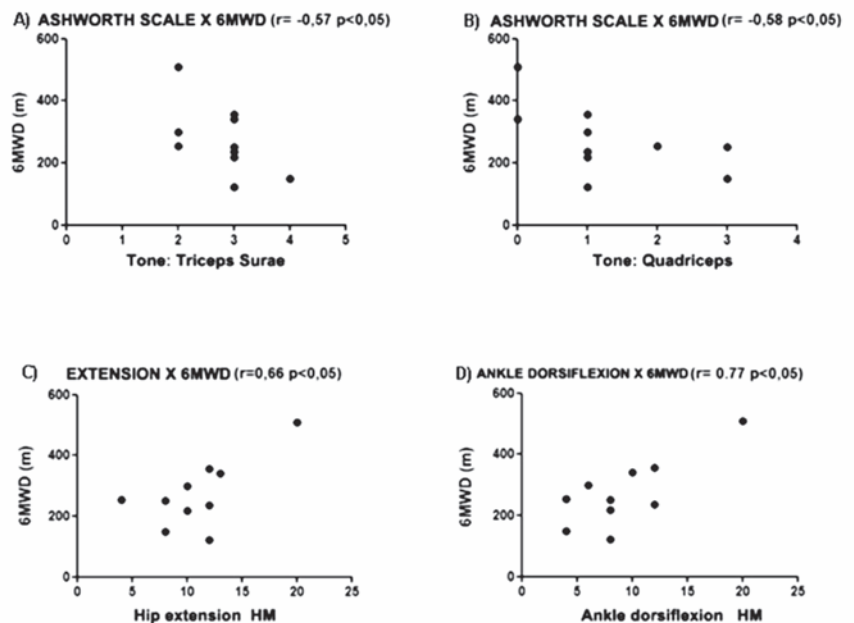 A) ASHWORTH SCALE X 6MWD (r= -0,57 p<0,05)
600
400
200
0
6MWD (m)
0 1 2 3 4 5
Tone: Triceps Surae
B) ASHWORTH SCALE X 6MWD (r= -0,58 p<0,05)
600
400
200
0
6MWD (m)
0 1 2 3 4
Tone: Quadriceps
C) EXTENSION X 6MWD (r=0,66 p<0,05)
600
400
200
0
6MWD (m)
0 5 10 15 20 25
Hip extension HM
D) ANKLE DORSIFLEXION X 6MWD (r= 0.77 p<0,05)
600
400
200
0
6MWD (m)
0 5 10 15 20 25
Ankle dorsiflexion HM